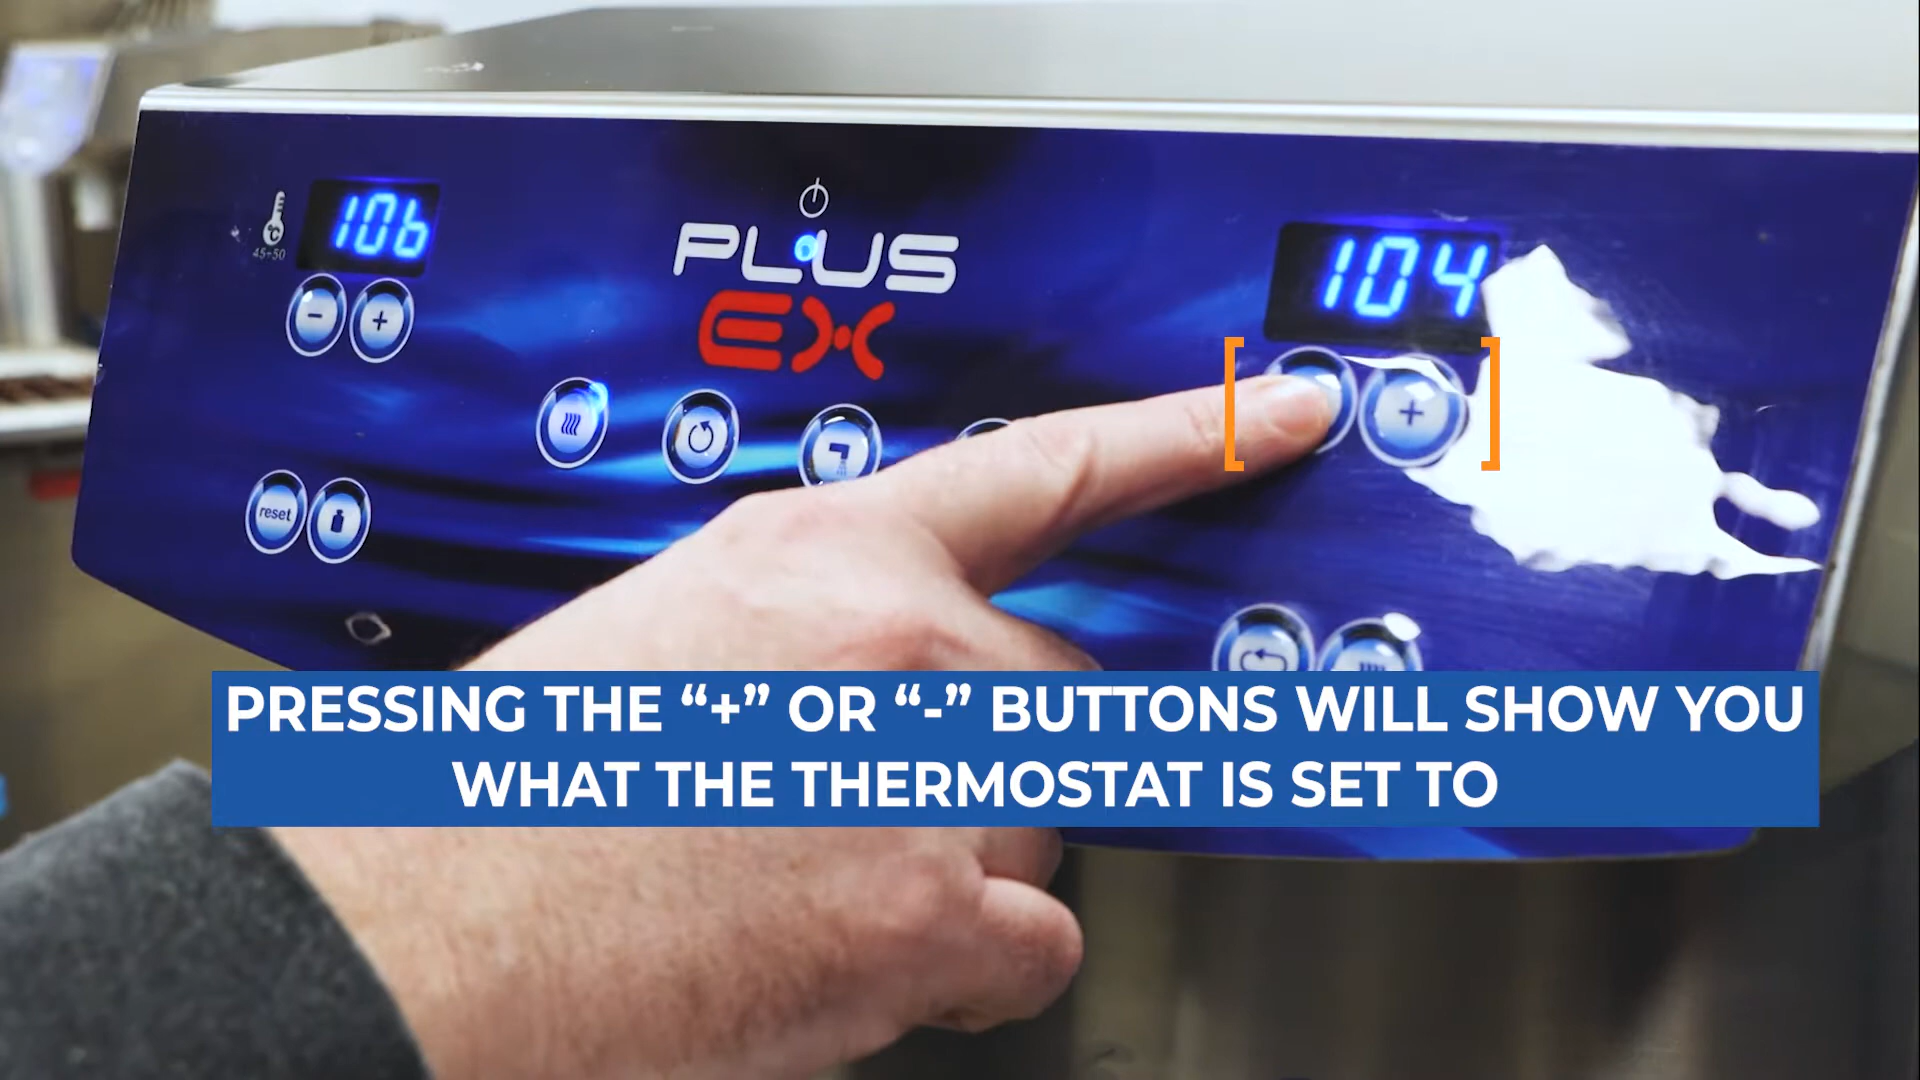 106
°C
45÷50
- +
PLUS
EX
104
+
reset
PRESSING THE “+” OR “-” BUTTONS WILL SHOW YOU
WHAT THE THERMOSTAT IS SET TO